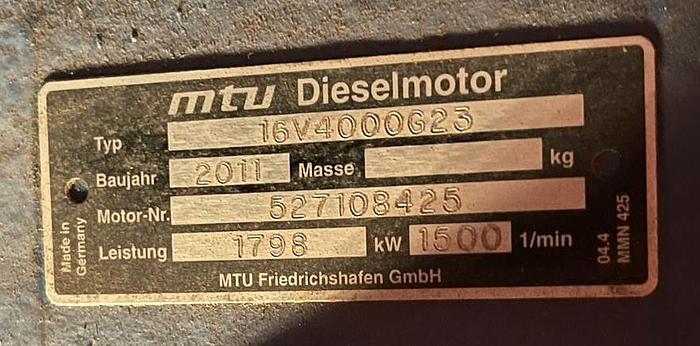 mtu Dieselmotor
Typ 16V4000G23
Baujahr 2011 Masse kg
Motor-Nr. 527108425
Leistung 1798 kW 1500 1/min
MTU Friedrichshafen GmbH
Made in
Germany
04.4
MMN 425